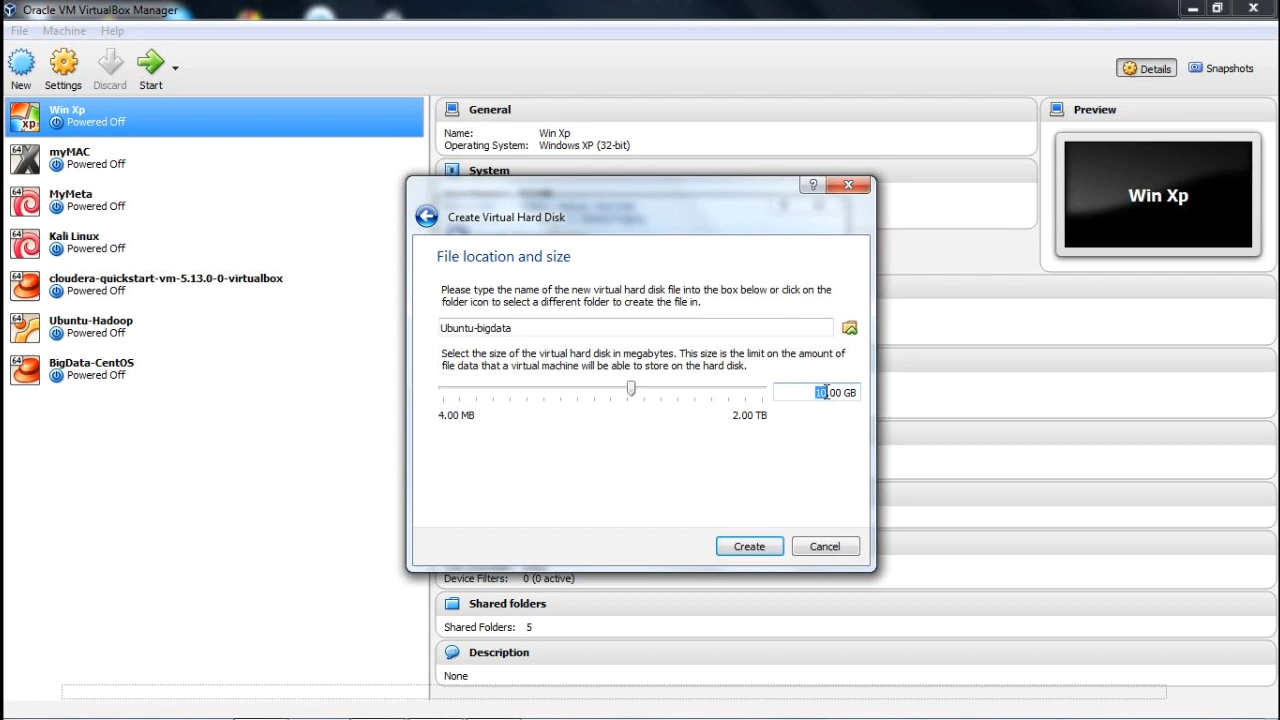 Oracle VM VirtualBox Manager
File Machine Help
New Settings Discard Start
Details Snapshots
Win Xp
Powered Off
64
myMAC
Powered Off
64
MyMeta
Powered Off
64
Kali Linux
Powered Off
64
cloudera-quickstart-vm-5.13.0-0-virtualbox
Powered Off
64
Ubuntu-Hadoop
Powered Off
64
BigData-CentOS
Powered Off
General
Name: Win Xp
Operating System: Windows XP (32-bit)
System
Preview
Win Xp
Create Virtual Hard Disk
File location and size
Please type the name of the new virtual hard disk file into the box below or click on the
folder icon to select a different folder to create the file in.
Ubuntu-bigdata
Select the size of the virtual hard disk in megabytes. This size is the limit on the amount of
file data that a virtual machine will be able to store on the hard disk.
10.00 GB
4.00 MB 2.00 TB
Create Cancel
Device Filters: 0 (0 active)
Shared folders
Shared Folders: 5
Description
None